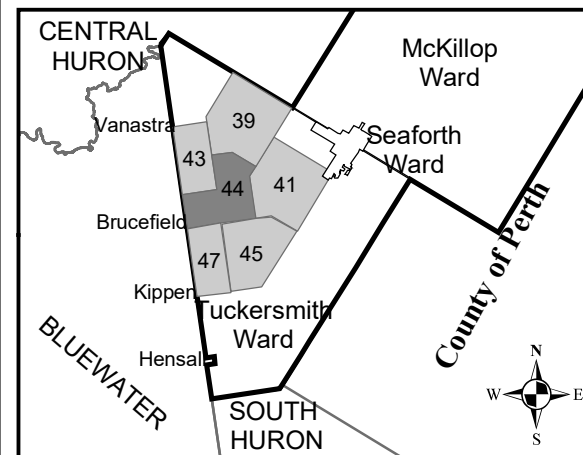 CENTRAL
HURON
McKillop
Ward
Vanastra
39
Seaforth
Ward
43
44
41
Brucefield
47
45
Kippen
Tuckersmith
Ward
Hensal
BLUEWATER
SOUTH
HURON
County of Perth
N
W
E
S